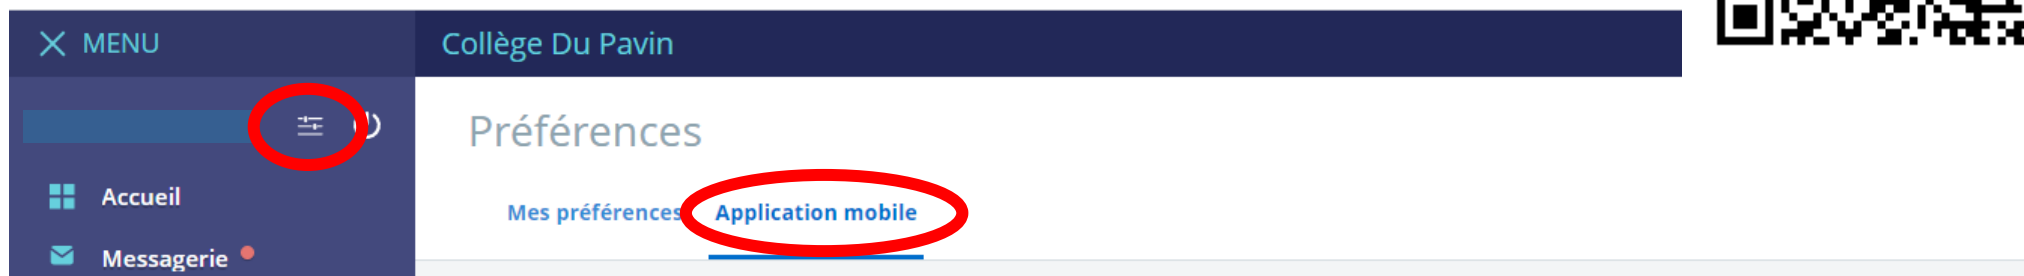 MENU
Collège Du Pavin
Préférences
Accueil
Mes préférences
Application mobile
Messagerie